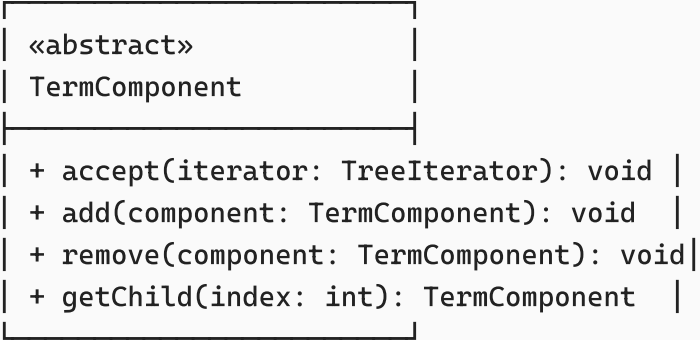 «abstract»
TermComponent
+ accept(iterator: TreeIterator): void
+ add(component: TermComponent): void
+ remove(component: TermComponent): void
+ getChild(index: int): TermComponent